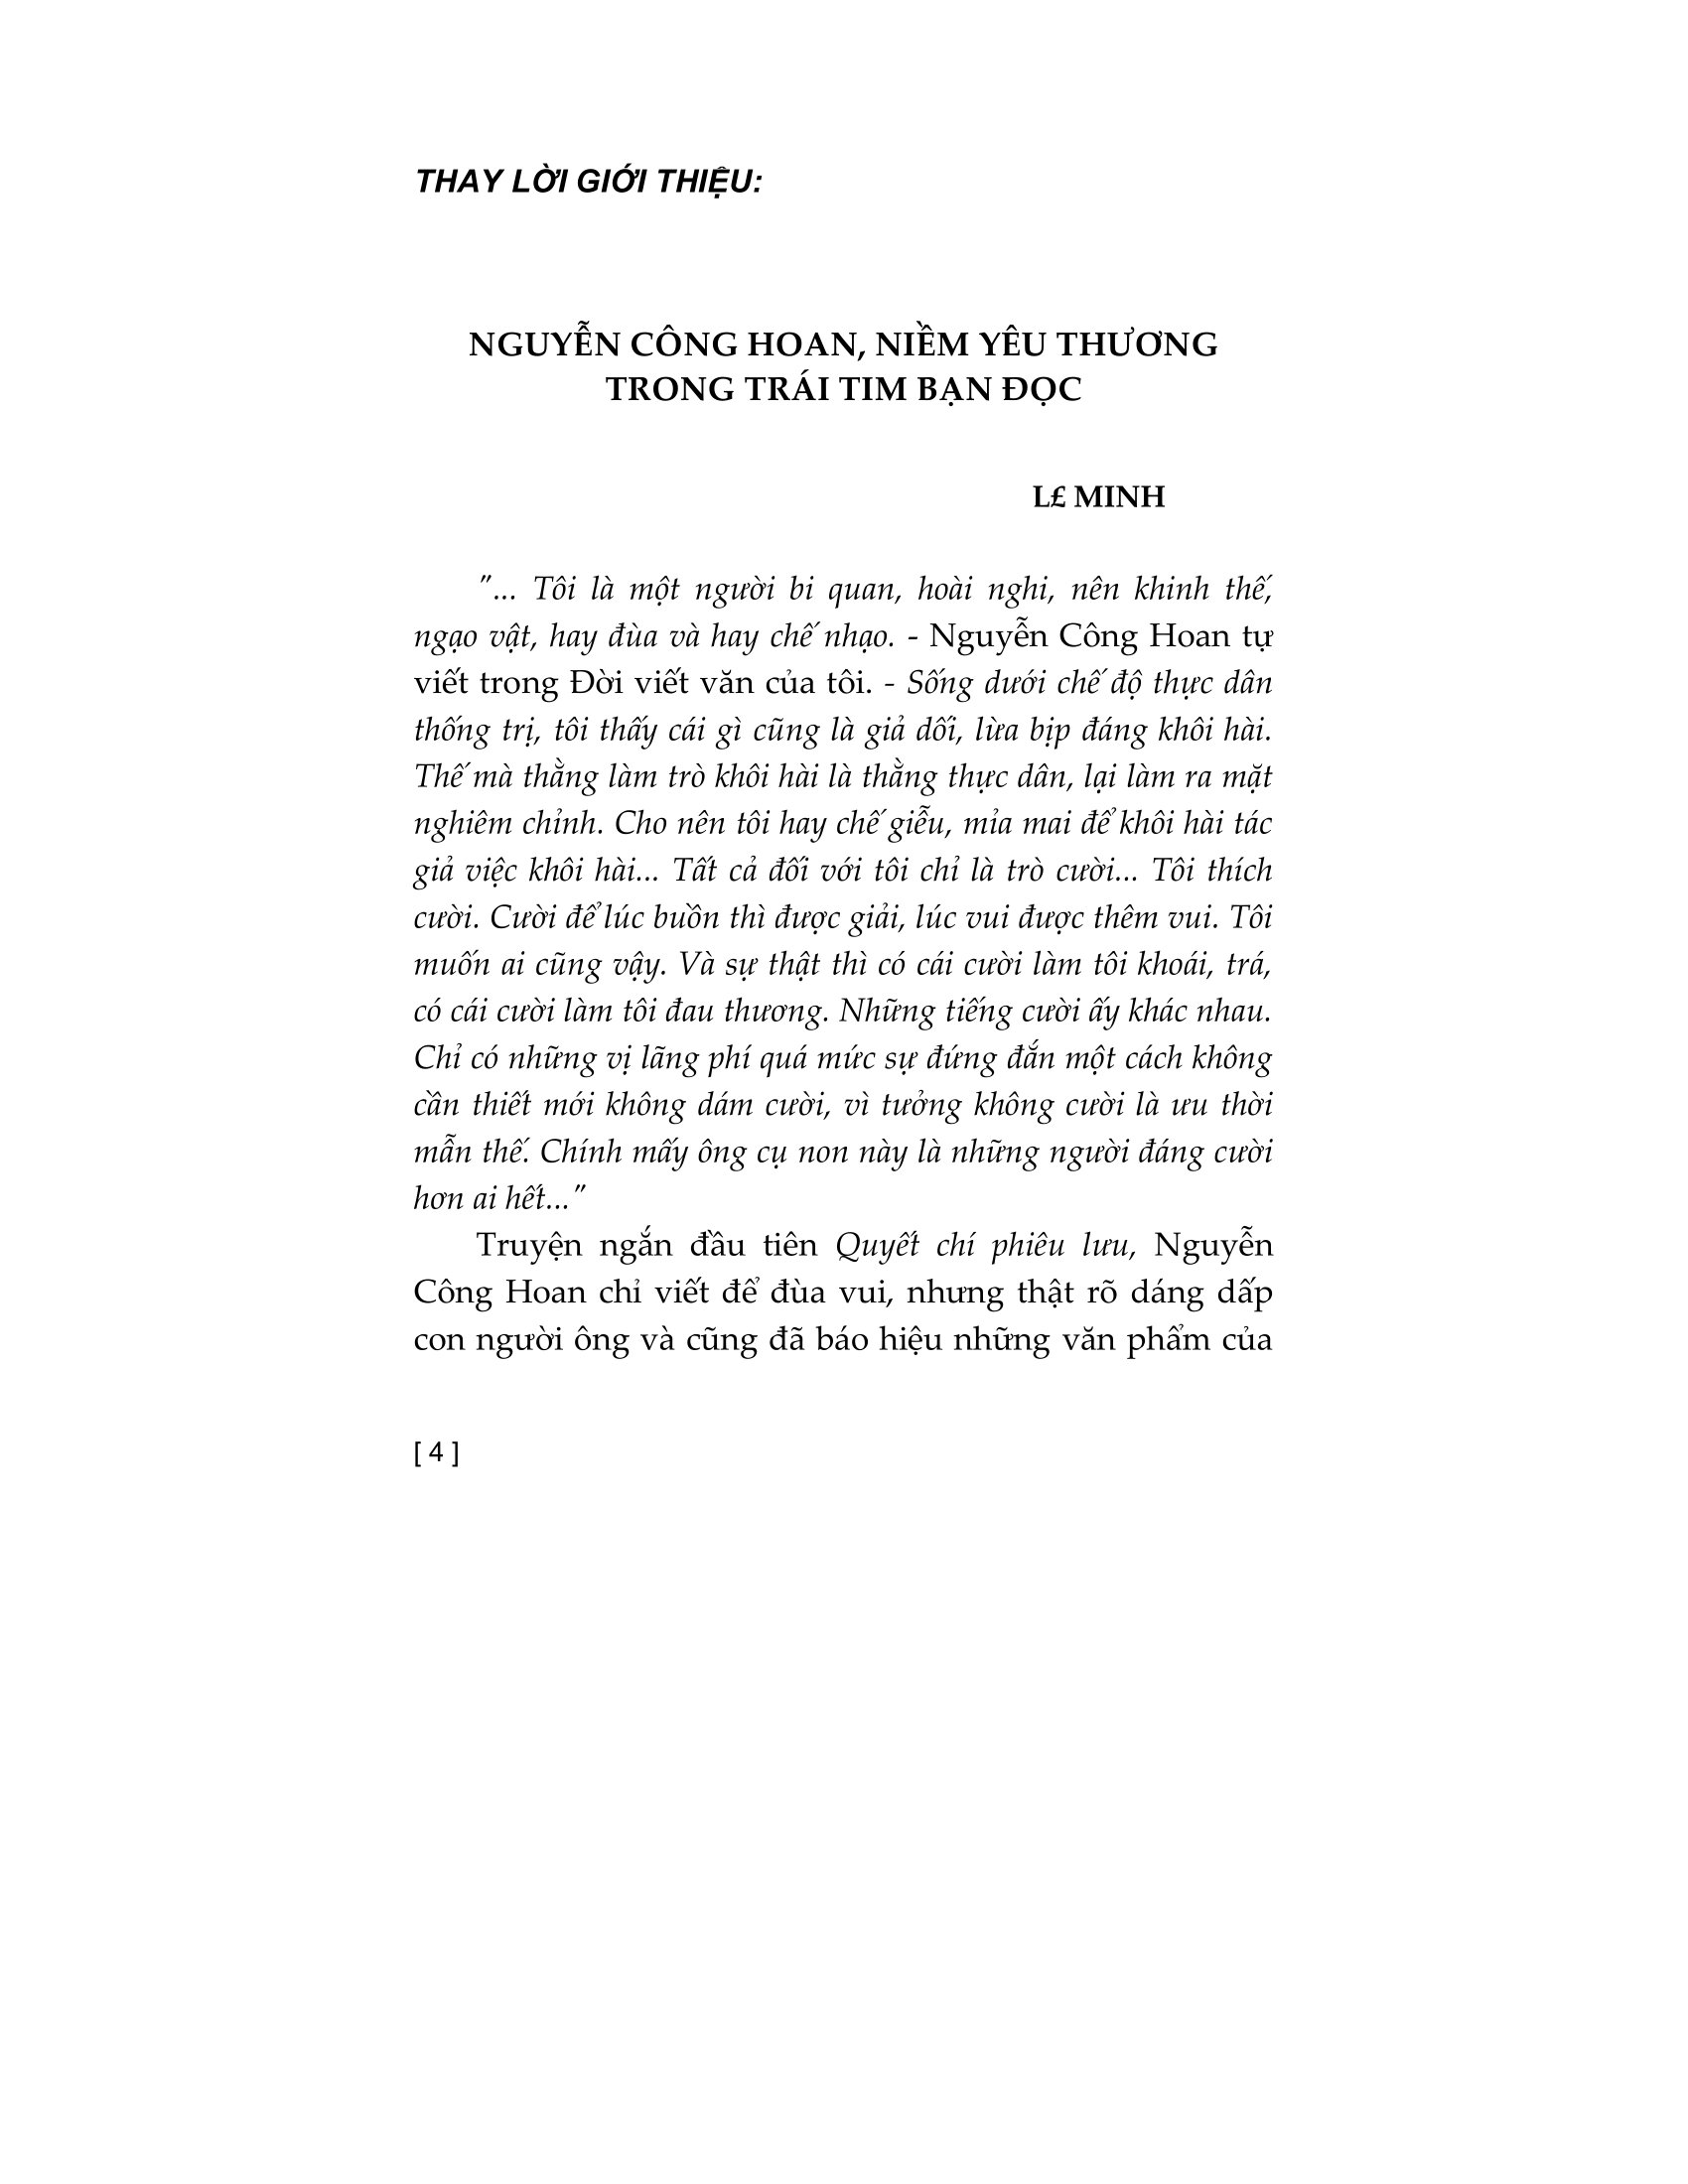 THAY LỜI GIỚI THIỆU:
NGUYỄN CÔNG HOAN, NIỀM YÊU THƯƠNG
TRONG TRÁI TIM BẠN ĐỌC
L£ MINH
"... Tôi là một người bi quan, hoài nghi, nên khinh thế,
ngạo vật, hay đùa và hay chế nhạo. - Nguyễn Công Hoan tự
viết trong Đời viết văn của tôi. - Sống dưới chế độ thực dân
thống trị, tôi thấy cái gì cũng là giả dối, lừa bịp đáng khôi hài.
Thế mà thằng làm trò khôi hài là thằng thực dân, lại làm ra mặt
nghiêm chỉnh. Cho nên tôi hay chế giễu, mỉa mai để khôi hài tác
giả việc khôi hài... Tất cả đối với tôi chỉ là trò cười... Tôi thích
cười. Cười để lúc buồn thì được giải, lúc vui được thêm vui. Tôi
muốn ai cũng vậy. Và sự thật thì có cái cười làm tôi khoái, trá,
có cái cười làm tôi đau thương. Những tiếng cười ấy khác nhau.
Chỉ có những vị lãng phí quá mức sự đứng đắn một cách không
cần thiết mới không dám cười, vì tưởng không cười là ưu thời
mẫn thế. Chính mấy ông cụ non này là những người đáng cười
hơn ai hết..."
Truyện ngắn đầu tiên Quyết chí phiêu lưu, Nguyễn
Công Hoan chỉ viết để đùa vui, nhưng thật rõ dáng dấp
con người ông và cũng đã báo hiệu những văn phẩm của
[ 4 ]